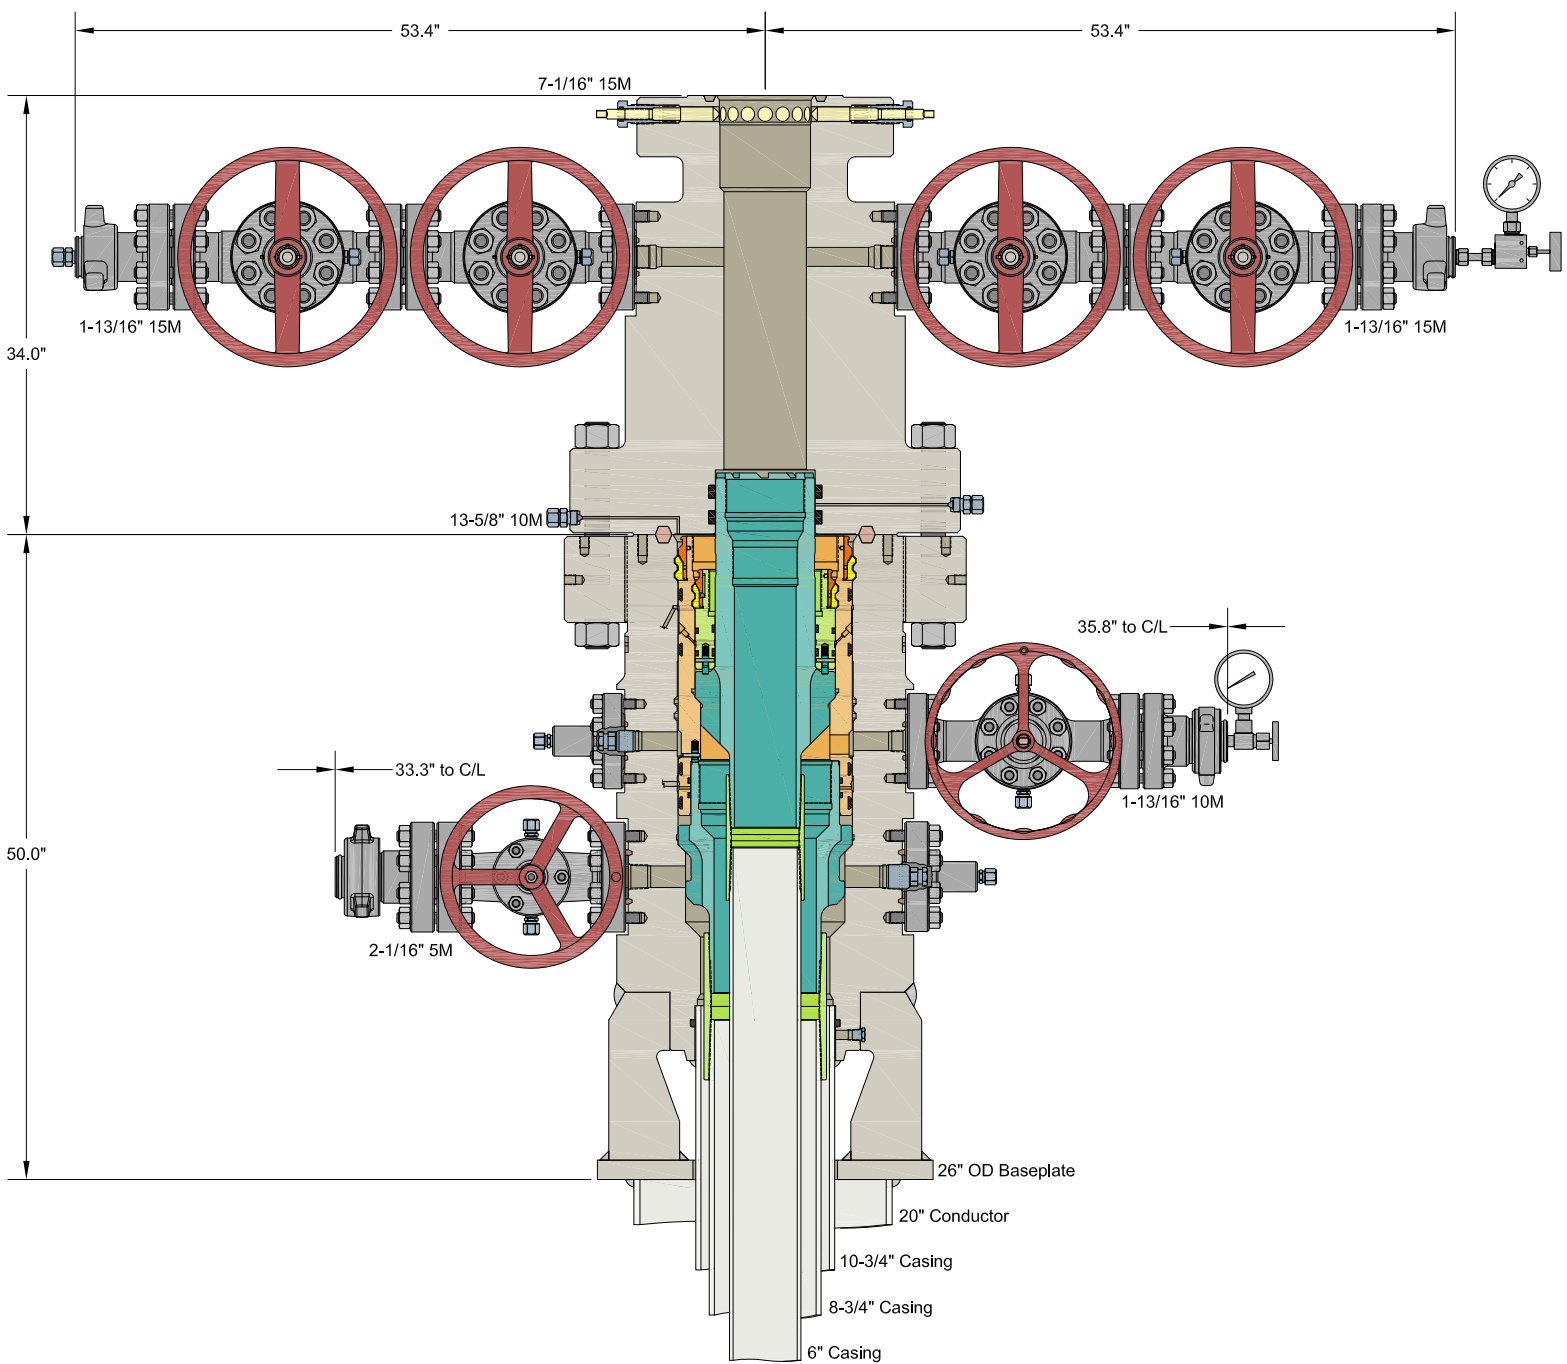 53.4"
53.4"
7-1/16" 15M
1-13/16" 15M
1-13/16" 15M
34.0"
13-5/8" 10M
35.8" to C/L
33.3" to C/L
1-13/16" 10M
50.0"
2-1/16" 5M
26" OD Baseplate
20" Conductor
10-3/4" Casing
8-3/4" Casing
6" Casing